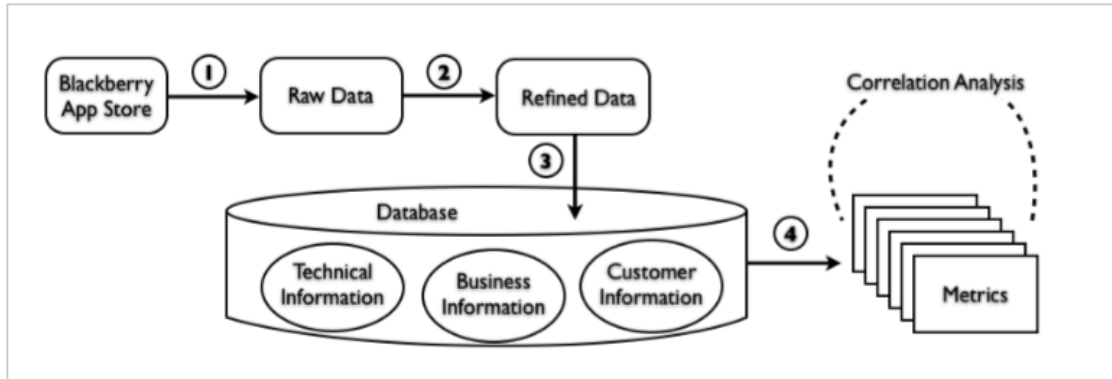 Blackberry
App Store
1
Raw Data
2
Refined Data
3
Correlation Analysis
Database
Technical
Information
Business
Information
Customer
Information
4
Metrics